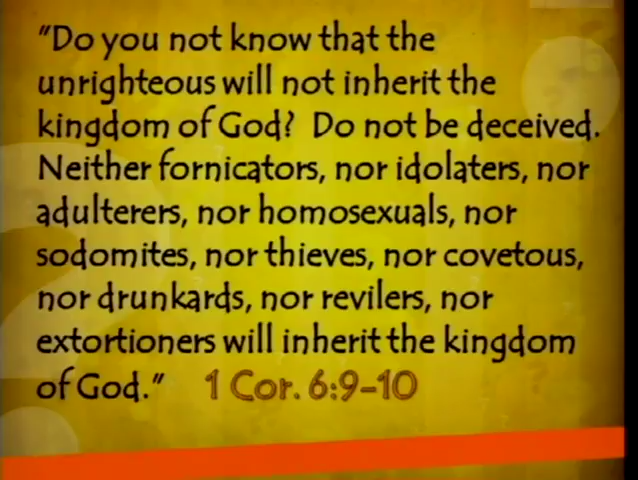 "Do you not know that the
unrighteous will not inherit the
kingdom of God?  Do not be deceived.
Neither fornicators, nor idolaters, nor
adulterers, nor homosexuals, nor
sodomites, nor thieves, nor covetous,
nor drunkards, nor revilers, nor
extortioners will inherit the kingdom
of God." 1 Cor. 6:9-10